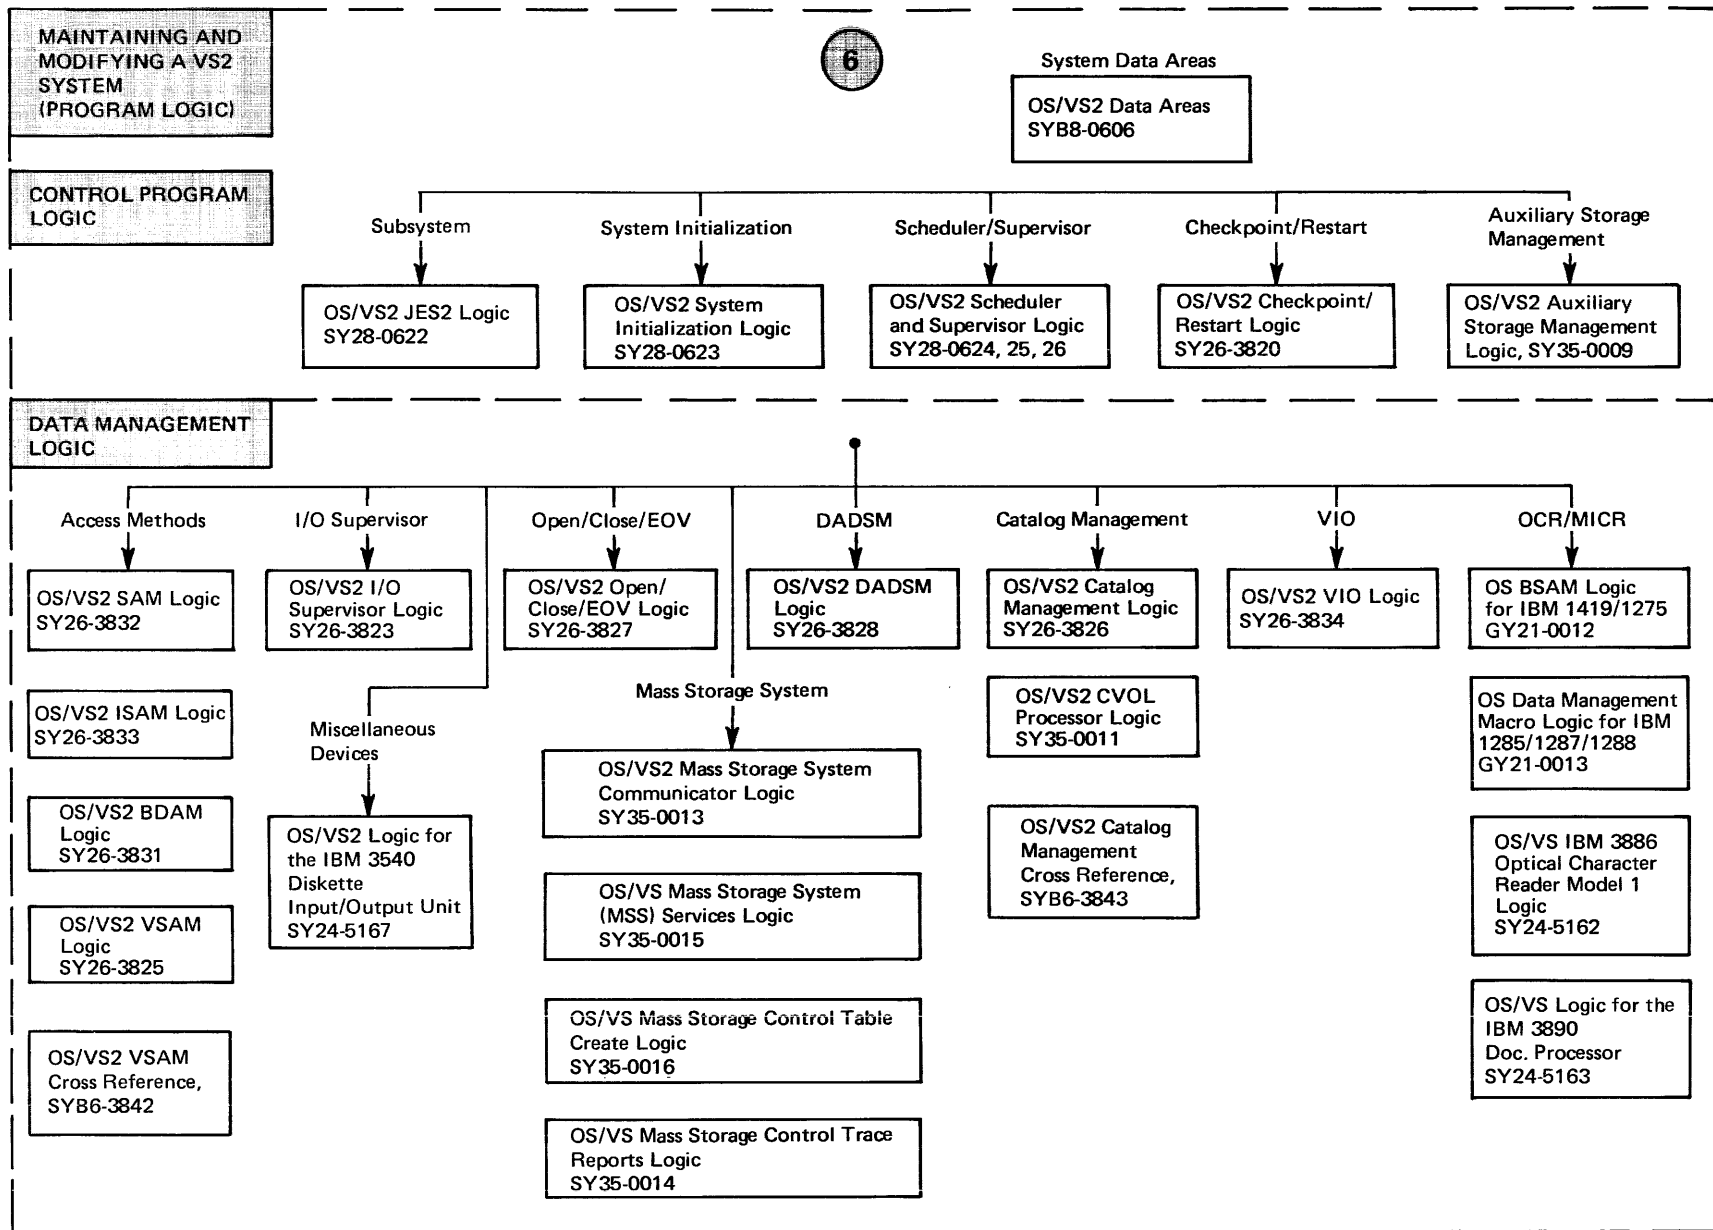 MAINTAINING AND
MODIFYING A VS2
SYSTEM
(PROGRAM LOGIC)
6
System Data Areas
OS/VS2 Data Areas
SYB8-0606
CONTROL PROGRAM
LOGIC
Subsystem
OS/VS2 JES2 Logic
SY28-0622
System Initialization
OS/VS2 System
Initialization Logic
SY28-0623
Scheduler/Supervisor
OS/VS2 Scheduler
and Supervisor Logic
SY28-0624, 25, 26
Checkpoint/Restart
OS/VS2 Checkpoint/
Restart Logic
SY26-3820
Auxiliary Storage
Management
OS/VS2 Auxiliary
Storage Management
Logic, SY35-0009
DATA MANAGEMENT
LOGIC
Access Methods
OS/VS2 SAM Logic
SY26-3832
OS/VS2 ISAM Logic
SY26-3833
OS/VS2 BDAM
Logic
SY26-3831
OS/VS2 VSAM
Logic
SY26-3825
OS/VS2 VSAM
Cross Reference,
SYB6-3842
I/O Supervisor
OS/VS2 I/O
Supervisor Logic
SY26-3823
Miscellaneous
Devices
OS/VS2 Logic for
the IBM 3540
Diskette
Input/Output Unit
SY24-5167
Open/Close/EOV
OS/VS2 Open/
Close/EOV Logic
SY26-3827
Mass Storage System
OS/VS2 Mass Storage System
Communicator Logic
SY35-0013
OS/VS Mass Storage System
(MSS) Services Logic
SY35-0015
OS/VS Mass Storage Control Table
Create Logic
SY35-0016
OS/VS Mass Storage Control Trace
Reports Logic
SY35-0014
DADSM
OS/VS2 DADSM
Logic
SY26-3828
Catalog Management
OS/VS2 Catalog
Management Logic
SY26-3826
OS/VS2 CVOL
Processor Logic
SY35-0011
OS/VS2 Catalog
Management
Cross Reference,
SYB6-3843
VIO
OS/VS2 VIO Logic
SY26-3834
OCR/MICR
OS BSAM Logic
for IBM 1419/1275
GY21-0012
OS Data Management
Macro Logic for IBM
1285/1287/1288
GY21-0013
OS/VS IBM 3886
Optical Character
Reader Model 1
Logic
SY24-5162
OS/VS Logic for the
IBM 3890
Doc. Processor
SY24-5163